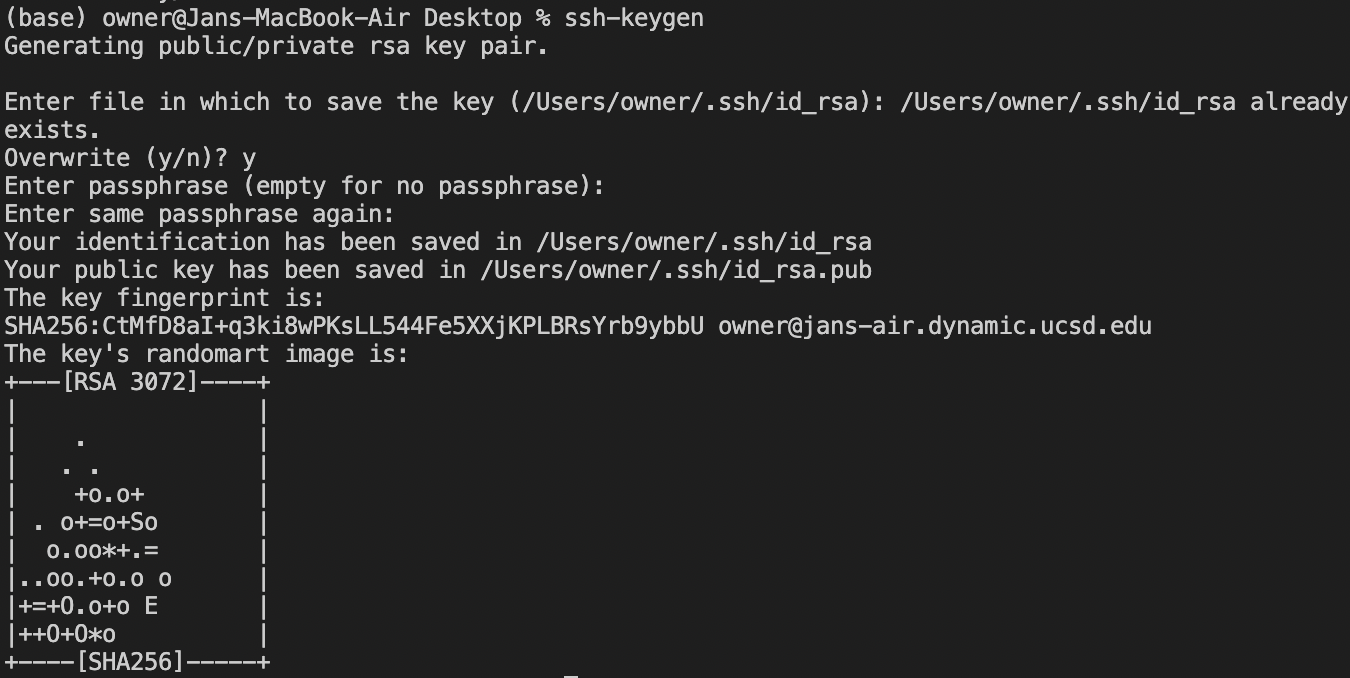 (base) owner@Jans-MacBook-Air Desktop % ssh-keygen
Generating public/private rsa key pair.

Enter file in which to save the key (/Users/owner/.ssh/id_rsa): /Users/owner/.ssh/id_rsa already
exists.
Overwrite (y/n)? y
Enter passphrase (empty for no passphrase):
Enter same passphrase again:
Your identification has been saved in /Users/owner/.ssh/id_rsa
Your public key has been saved in /Users/owner/.ssh/id_rsa.pub
The key fingerprint is:
SHA256:CtMfD8aI+q3ki8wPKsLL544Fe5XXjKPLBRsYrb9ybbU owner@jans-air.dynamic.ucsd.edu
The key's randomart image is:
+---[RSA 3072]----+
|                 |
|    .            |
|   . .           |
|    +o.o+        |
| . o+=o+So       |
|  o.oo*+.=       |
|..oo.+o.o o      |
|+=+O.o+o E       |
|++O+O*o          |
+----[SHA256]-----+